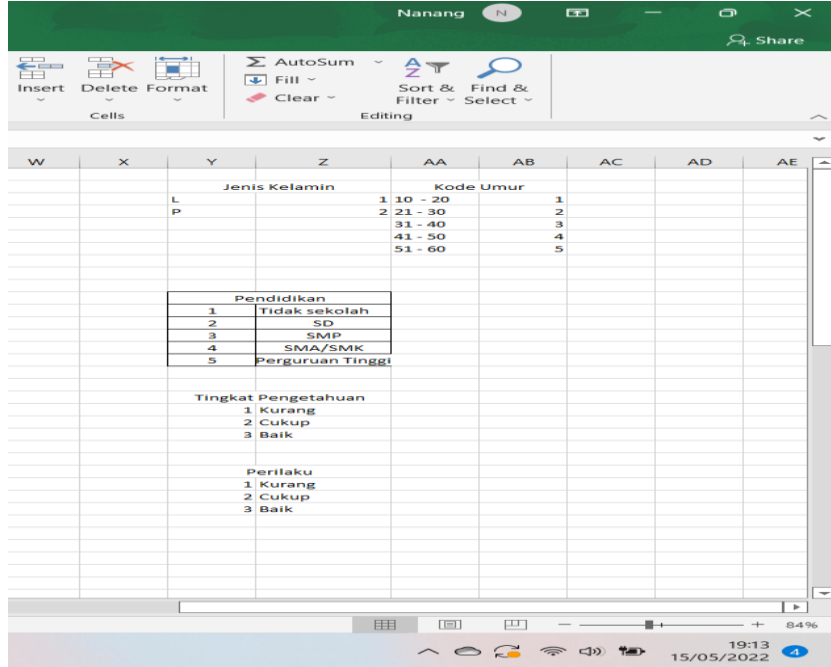 Nanang N
Share
Insert Delete Format
AutoSum
Fill
Clear
Sort & Filter
Find & Select
Cells Editing
W X Y Z AA AB AC AD AE
Jenis Kelamin Kode Umur
L 1 10 - 20 1
P 2 21 - 30 2
31 - 40 3
41 - 50 4
51 - 60 5
Pendidikan
1 Tidak sekolah
2 SD
3 SMP
4 SMA/SMK
5 Perguruan Tinggi
Tingkat Pengetahuan
1 Kurang
2 Cukup
3 Baik
Perilaku
1 Kurang
2 Cukup
3 Baik
84%
19:13
15/05/2022 4